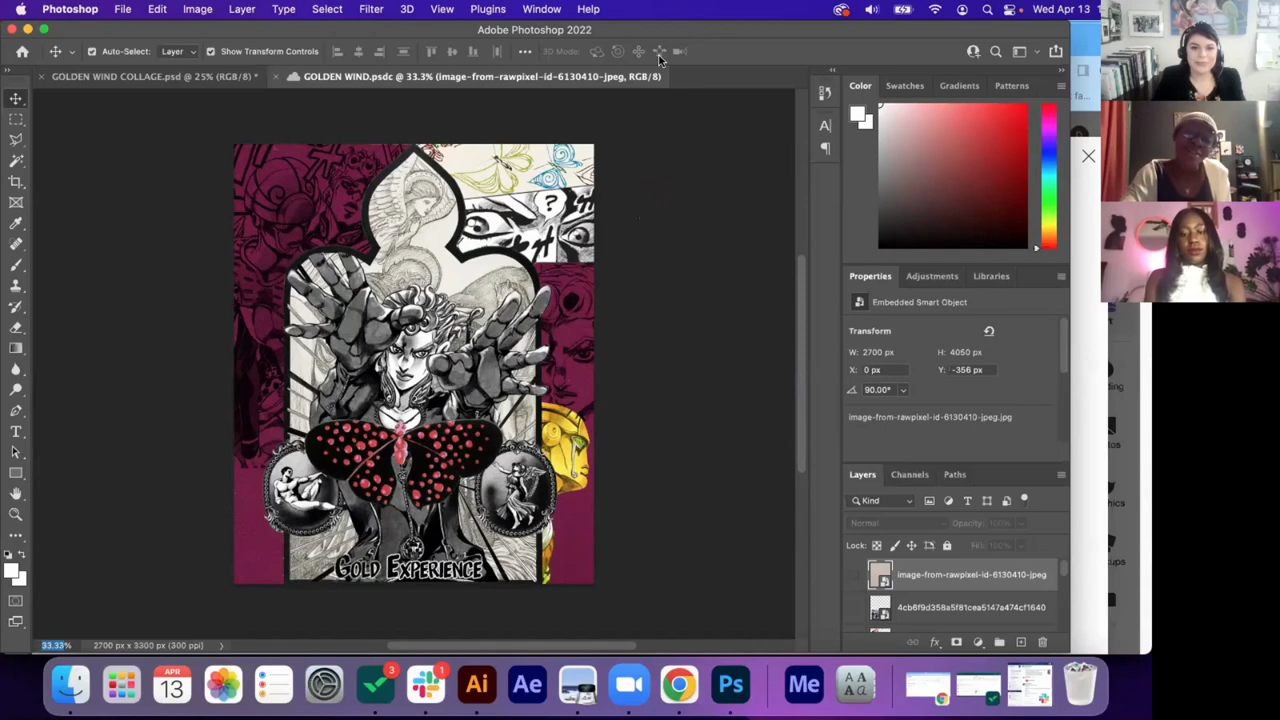 Photoshop File Edit Image Layer Type Select Filter 3D View Plugins Window Help Wed Apr 13
Adobe Photoshop 2022
Auto-Select: Layer Show Transform Controls ••• 3D Mode:
GOLDEN WIND COLLAGE.psd @ 25% (RGB/8) * GOLDEN WIND.psdc @ 33.3% (image-from-rawpixel-id-6130410-jpeg, RGB/8)
Color Swatches Gradients Patterns
?
Properties Adjustments Libraries
Embedded Smart Object
Transform
W: 2700 px H: 4050 px
X: 0 px Y: -356 px
90.00°
image-from-rawpixel-id-6130410-jpeg.jpg
Layers Channels Paths
Kind
Normal Opacity: 100%
Lock: Fill: 100%
image-from-rawpixel-id-6130410-jpeg
4cb6f9d358a5f81cea5147a474cf1640
GOLD EXPERIENCE
33.33% 2700 px x 3300 px (300 ppi)
APR
13
3
1
Ai
Ae
Ps
Me